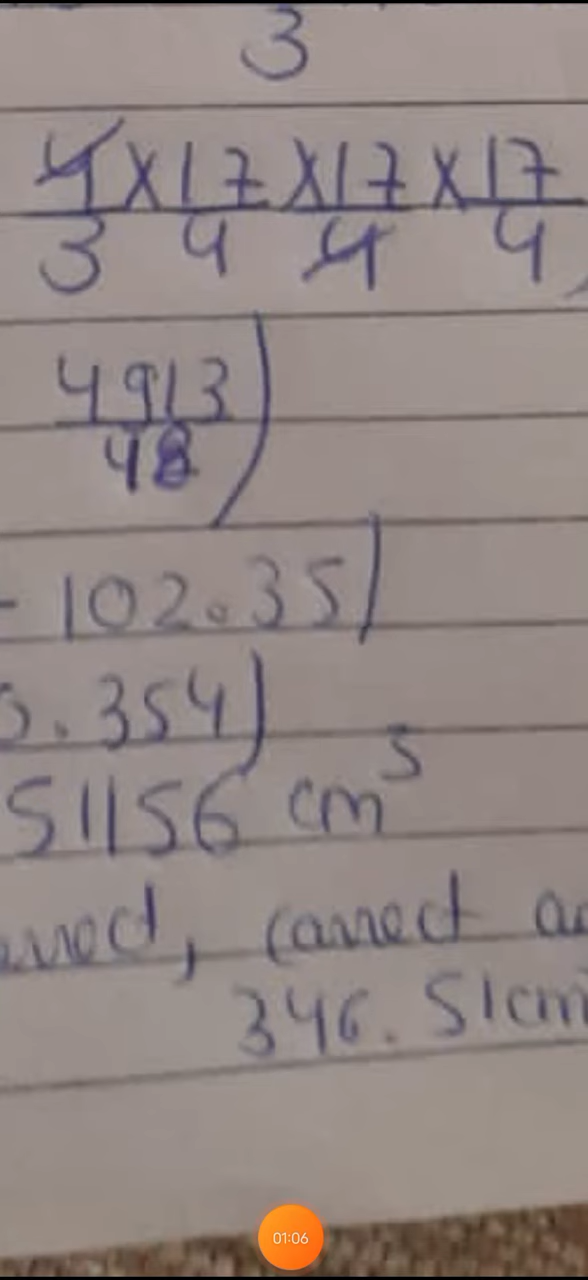 3
4/3 × 17/4 × 17/4 × 17/4
4913/48)
- 102.35)
.354)
51156 cm³
, correct
346.51cm
01:06